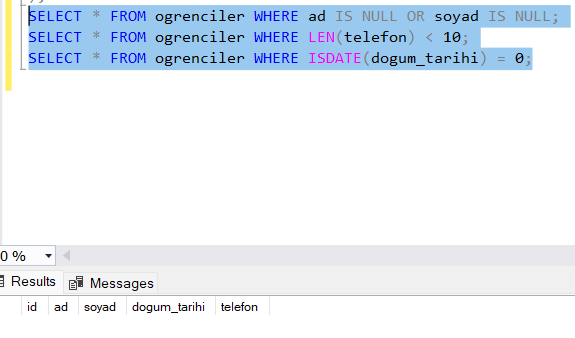 SELECT * FROM ogrenciler WHERE ad IS NULL OR soyad IS NULL;
SELECT * FROM ogrenciler WHERE LEN(telefon) < 10;
SELECT * FROM ogrenciler WHERE ISDATE(dogum_tarihi) = 0;
0 %
Results Messages
id ad soyad dogum_tarihi telefon